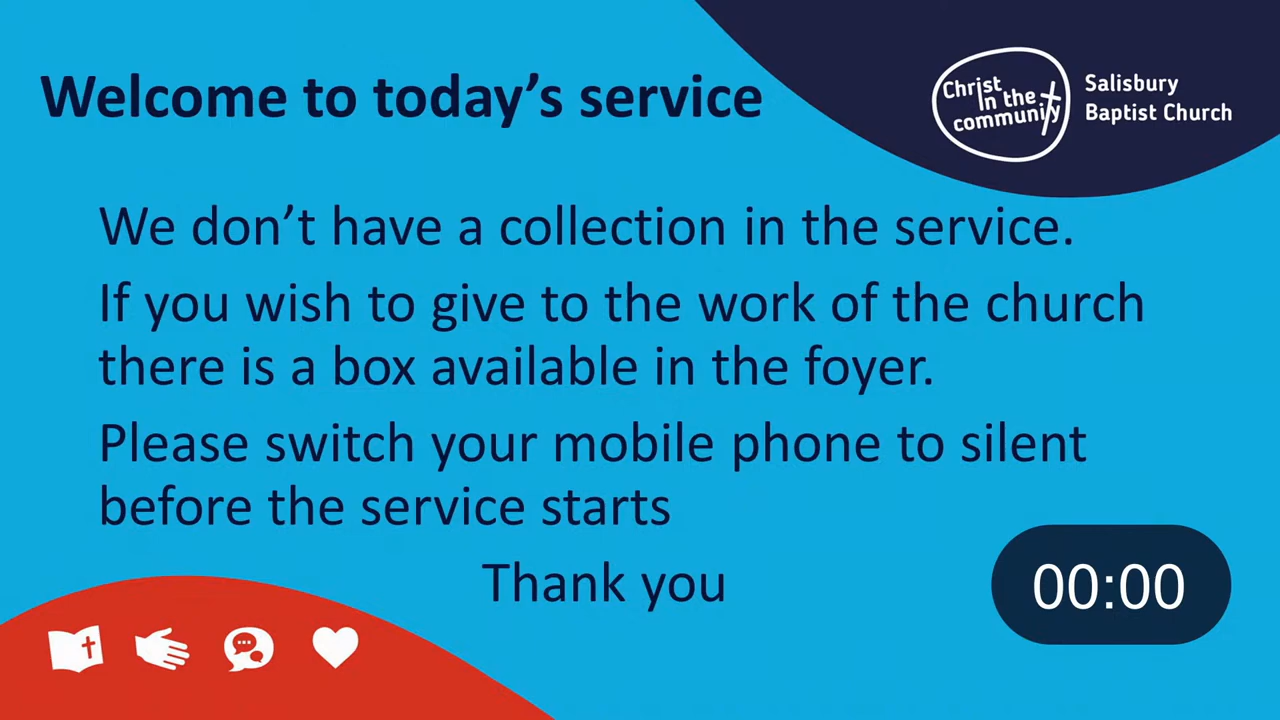 Welcome to today’s service
Christ
in the
community
Salisbury
Baptist Church
We don’t have a collection in the service.
If you wish to give to the work of the church
there is a box available in the foyer.
Please switch your mobile phone to silent
before the service starts
Thank you
00:00